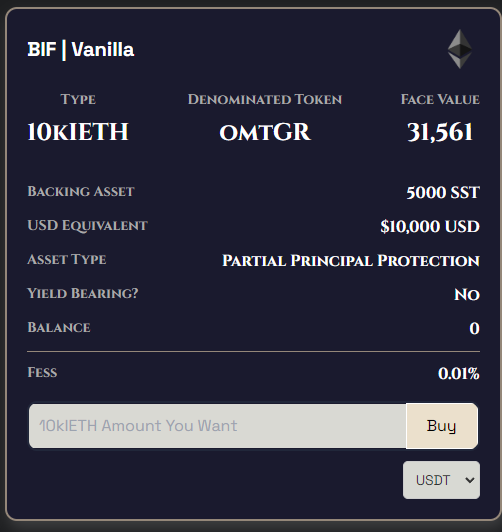 BIF | Vanilla
Type Denominated Token Face Value
10kIETH omtGR 31,561
Backing Asset 5000 SST
USD Equivalent $10,000 USD
Asset Type Partial Principal Protection
Yield Bearing? No
Balance 0
Fess 0.01%
10kIETH Amount You Want Buy
USDT